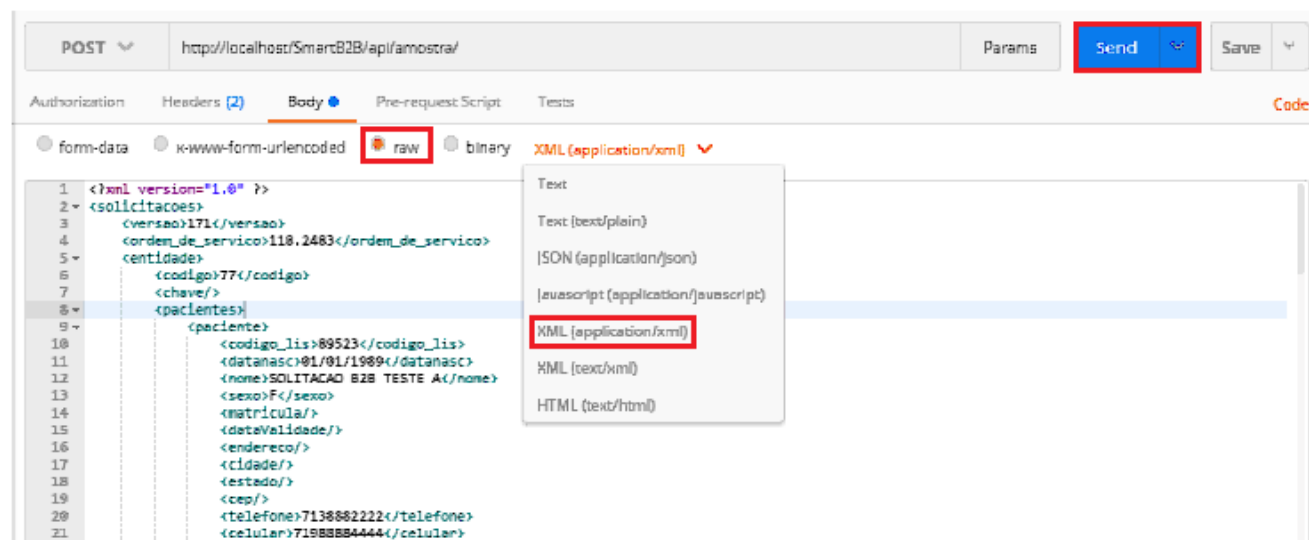 POST http://localhost/SmartB2B/api/amostra/ Params Send Save
Authorization Headers (2) Body Pre-request Script Tests Code
form-data x-www-form-urlencoded raw binary XML (application/xml)
Text
Text (text/plain)
JSON (application/json)
Javascript (application/javascript)
XML (application/xml)
XML (text/xml)
HTML (text/html)
1 <?xml version="1.0" ?>
2 <solicitacoes>
3 <versao>171</versao>
4 <ordem_de_servico>118.2483</ordem_de_servico>
5 <entidade>
6 <codigo>77</codigo>
7 <chave/>
8 <pacientes>
9 <paciente>
10 <codigo_lis>89523</codigo_lis>
11 <datanasc>01/01/1989</datanasc>
12 <nome>SOLITACAO B2B TESTE A</nome>
13 <sexo>F</sexo>
14 <matricula/>
15 <dataValidade/>
16 <endereco/>
17 <cidade/>
18 <estado/>
19 <cep/>
20 <telefone>7138882222</telefone>
21 <celular>71988884444</celular>